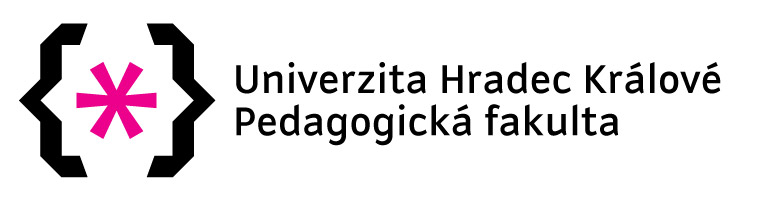 Univerzita Hradec Králové
Pedagogická fakulta